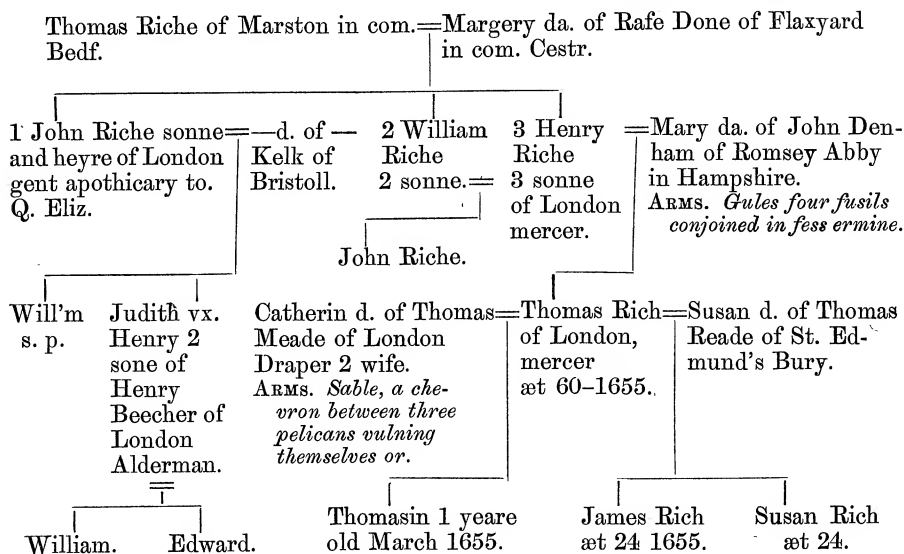 Thomas Riche of Marston in com.=Margery da. of Rafe Done of Flaxyard
Bedf. in com. Cestr.
1 John Riche sonne=—d. of —
and heyre of London Kelk of
gent apothicary to. Bristoll.
Q. Eliz.
2 William
Riche
2 sonne.=
John Riche.
3 Henry
Riche
3 sonne
of London
mercer.
=Mary da. of John Den-
ham of Romsey Abby
in Hampshire.
ARMS. Gules four fusils
conjoined in fess ermine.
Will'm
s. p.
Judith vx.
Henry 2
sone of
Henry
Beecher of
London
Alderman.
=
William. Edward.
Catherin d. of Thomas=
Meade of London
Draper 2 wife.
ARMS. Sable, a che-
vron between three
pelicans vulning
themselves or.
Thomas Rich
of London,
mercer
æt 60–1655.
=Susan d. of Thomas
Reade of St. Ed-
mund's Bury.
Thomasin 1 yeare
old March 1655.
James Rich
æt 24 1655.
Susan Rich
æt 24.